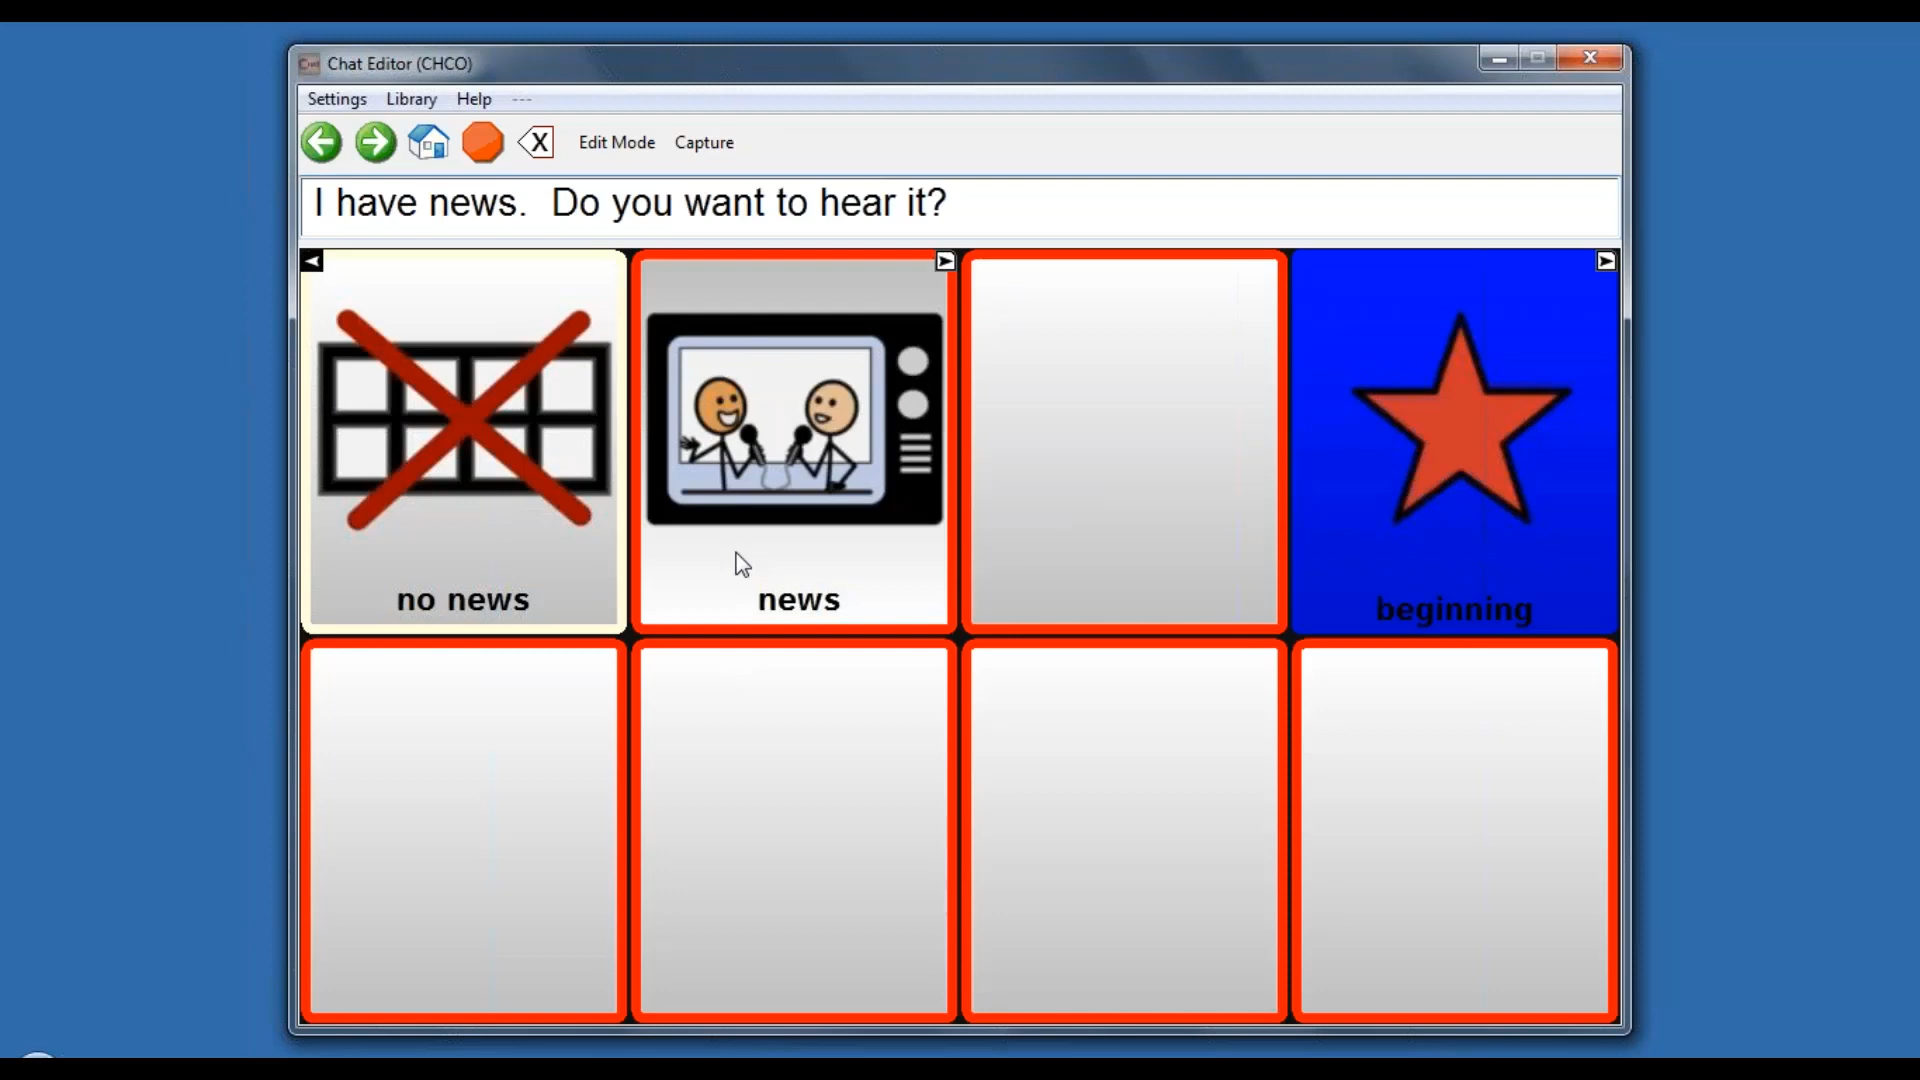 Chat Editor (CHCO)
Settings Library Help ---
X Edit Mode Capture
I have news. Do you want to hear it?
no news
news
beginning